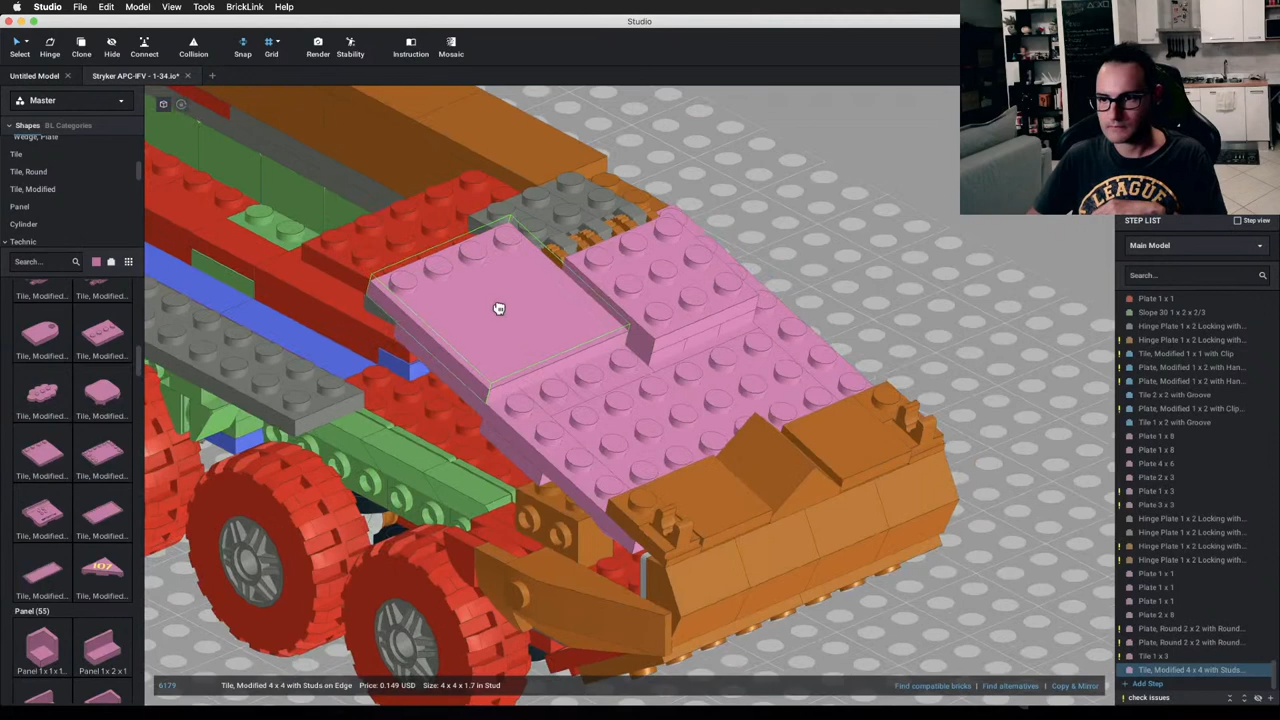 Studio File Edit Model View Tools BrickLink Help
Studio
Select Hinge Clone Hide Connect Collision Snap Grid Render Stability Instruction Mosaic
Untitled Model Stryker APC-IFV - 1-34.io*
Master
Shapes BL Categories
Wedge, Plate
Tile
Tile, Round
Tile, Modified
Panel
Cylinder
Technic
Search...
Tile, Modified... Tile, Modified...
Tile, Modified... Tile, Modified...
Tile, Modified... Tile, Modified...
Tile, Modified... Tile, Modified...
Tile, Modified... Tile, Modified...
107
Tile, Modified... Tile, Modified...
Panel (55)
Panel 1 x 1 x 1... Panel 1 x 2 x 1
LEAGUE
STEP LIST Step view
Main Model
Search...
Plate 1 x 1
Slope 30 1 x 2 x 2/3
Hinge Plate 1 x 2 Locking with...
Hinge Plate 1 x 2 Locking with...
Tile, Modified 1 x 1 with Clip
Plate, Modified 1 x 2 with Han...
Plate, Modified 1 x 2 with Han...
Tile 2 x 2 with Groove
Plate, Modified 1 x 2 with Clip...
Tile 1 x 2 with Groove
Plate 1 x 8
Plate 1 x 8
Plate 4 x 6
Plate 2 x 3
Plate 1 x 3
Plate 3 x 3
Hinge Plate 1 x 2 Locking with...
Hinge Plate 1 x 2 Locking with...
Hinge Plate 1 x 2 Locking with...
Hinge Plate 1 x 2 Locking with...
Plate 1 x 1
Plate 1 x 1
Plate 1 x 1
Plate 2 x 8
Plate, Round 2 x 2 with Round...
Plate, Round 2 x 2 with Round...
Tile 1 x 3
Tile, Modified 4 x 4 with Studs...
+ Add Step
! check issues
6179 Tile, Modified 4 x 4 with Studs on Edge Price: 0.149 USD Size: 4 x 4 x 1.7 in Stud Find compatible bricks | Find alternatives | Copy & Mirror